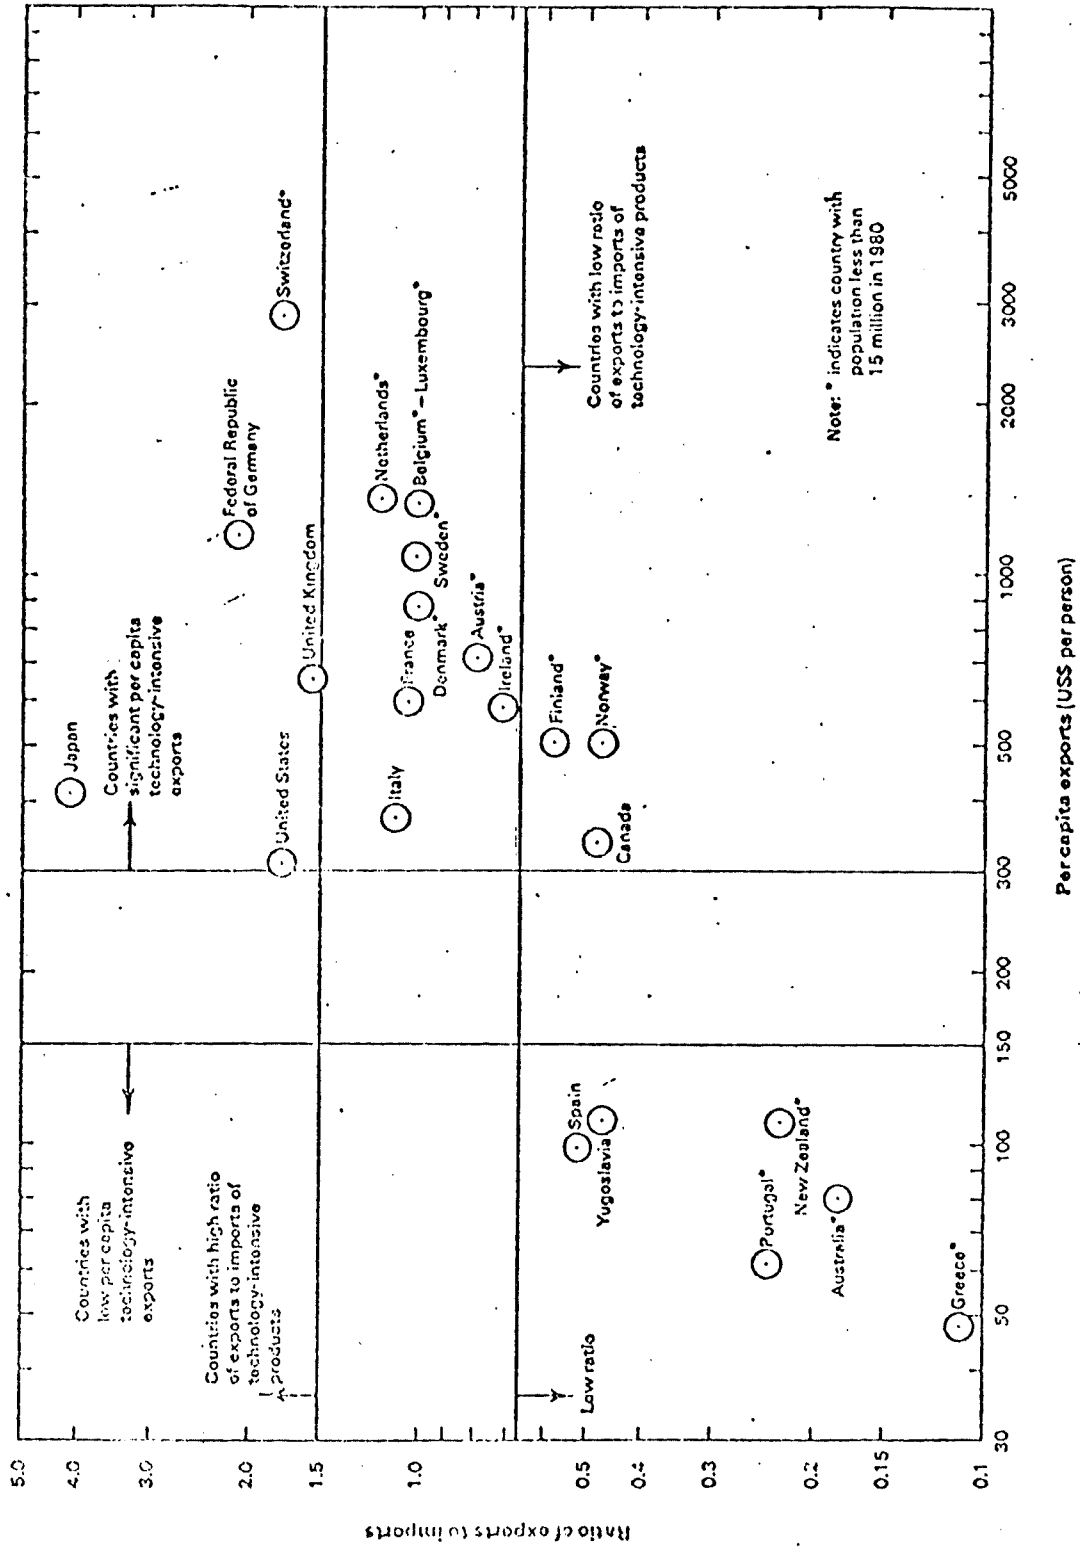 Ratio of exports to imports
5.0
4.0
3.0
2.0
1.5
1.0
0.5
0.4
0.3
0.2
0.15
0.1
30
50
100
150
200
300
500
1000
2000
3000
5000
Per capita exports (US$ per person)
Countries with
low per capita
technology-intensive
exports
Countries with
significant per capita
technology-intensive
exports
Countries with high ratio
of exports to imports of
technology-intensive
products
Low ratio
Countries with low ratio
of exports to imports of
technology-intensive products
Note: * indicates country with
population less than
15 million in 1980
Japan
United States
Federal Republic
of Germany
Switzerland*
United Kingdom
Italy
France
Denmark*
Sweden*
Netherlands*
Belgium*–Luxembourg*
Austria*
Ireland*
Finland*
Norway*
Canada
Spain
Yugoslavia
Portugal*
New Zealand*
Australia*
Greece*